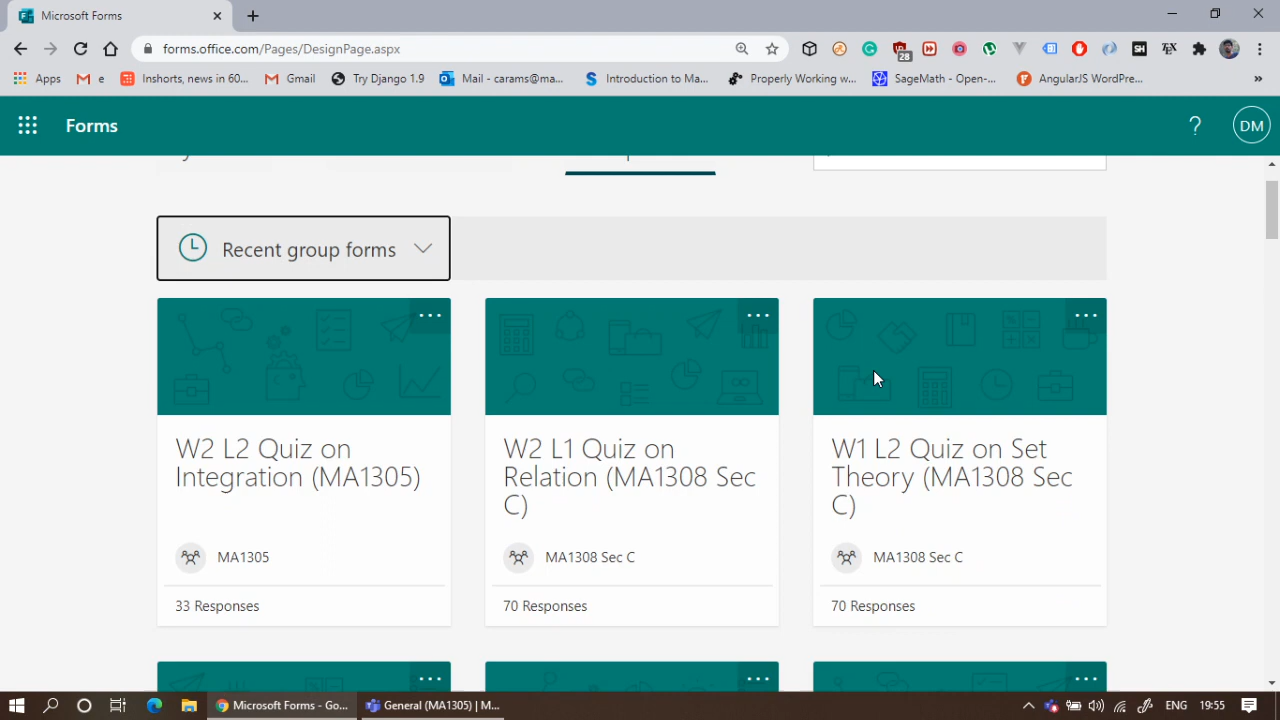 Microsoft Forms
forms.office.com/Pages/DesignPage.aspx
28
SH
TEX
Apps
e
Inshorts, news in 60...
Gmail
Try Django 1.9
Mail - carams@ma...
Introduction to Ma...
Properly Working w...
SageMath - Open-...
AngularJS WordPre...
»
Forms
?
DM
Recent group forms
W2 L2 Quiz on
Integration (MA1305)
MA1305
33 Responses
W2 L1 Quiz on
Relation (MA1308 Sec
C)
MA1308 Sec C
70 Responses
W1 L2 Quiz on Set
Theory (MA1308 Sec
C)
MA1308 Sec C
70 Responses
Microsoft Forms - Go...
General (MA1305) | M...
ENG
19:55